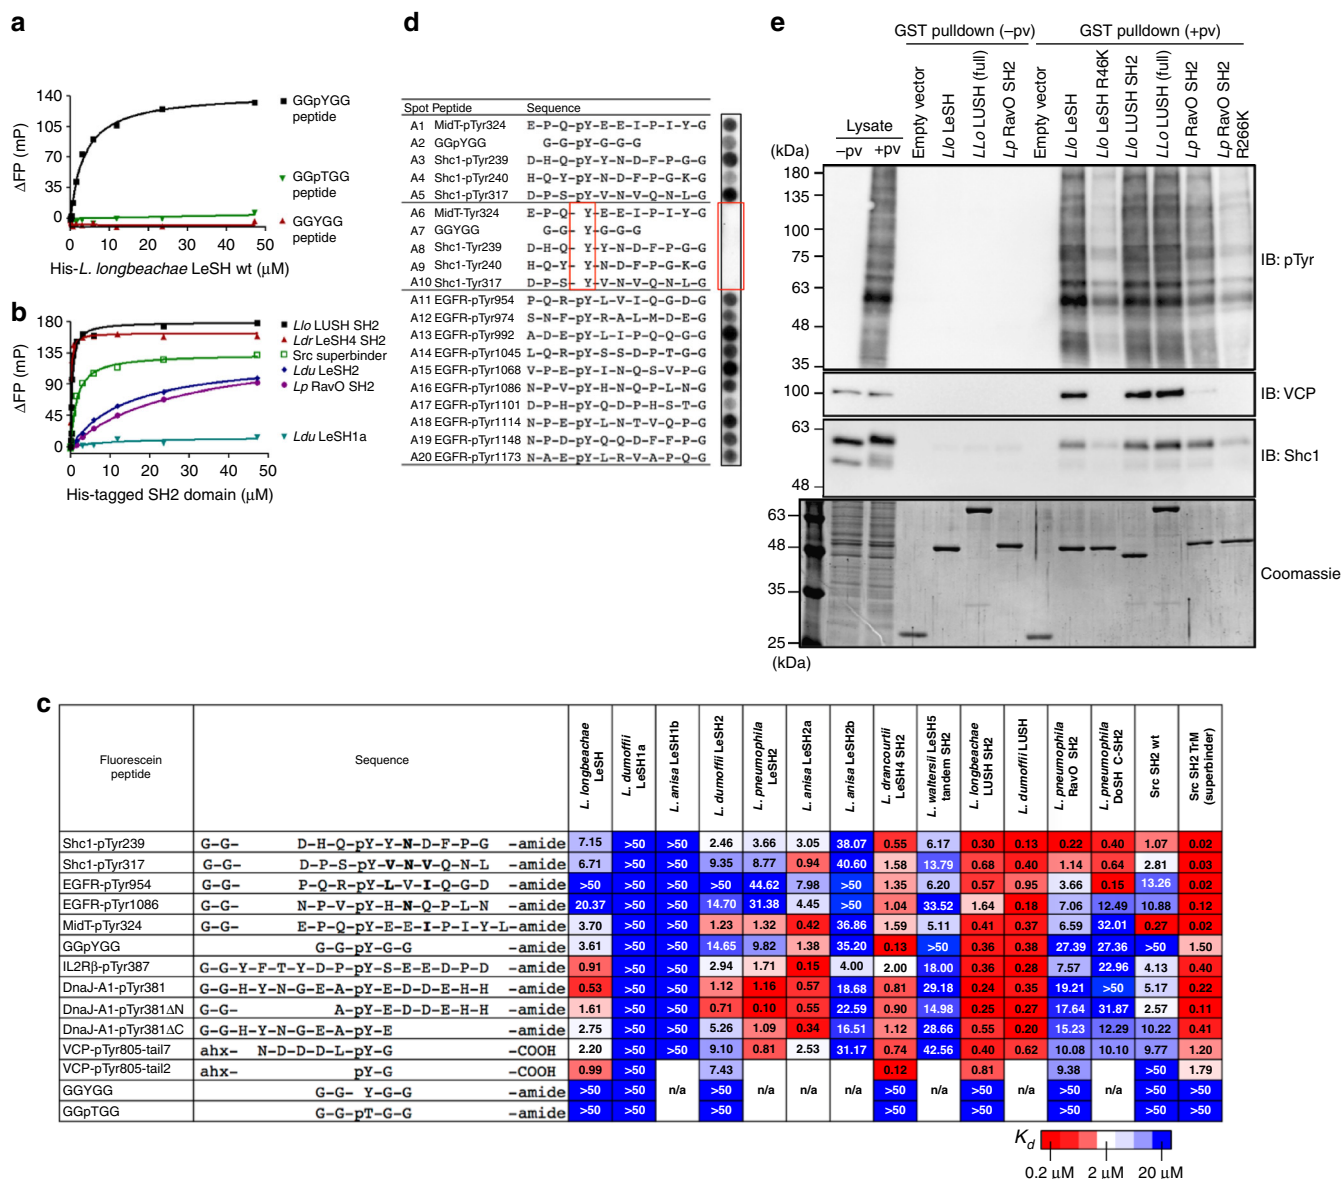 a
ΔFP (mP)
140
105
70
35
0
0 10 20 30 40 50
His-L. longbeachae LeSH wt (μM)
GGpYGG
peptide
GGpTGG
peptide
GGYGG
peptide
b
ΔFP (mP)
180
135
90
45
0
0 10 20 30 40 50
His-tagged SH2 domain (μM)
Llo LUSH SH2
Ldr LeSH4 SH2
Src superbinder
Ldu LeSH2
Lp RavO SH2
Ldu LeSH1a
d
Spot Peptide Sequence
A1 MidT-pTyr324 E-P-Q-pY-E-E-I-P-I-Y-G
A2 GGpYGG G-G-pY-G-G-G
A3 Shc1-pTyr239 D-H-Q-pY-Y-N-D-F-P-G-G
A4 Shc1-pTyr240 H-Q-Y-pY-N-D-F-P-G-K-G
A5 Shc1-pTyr317 D-P-S-pY-V-N-V-Q-N-L-G
A6 MidT-Tyr324 E-P-Q- Y-E-E-I-P-I-Y-G
A7 GGYGG G-G- Y-G-G-G
A8 Shc1-Tyr239 D-H-Q- Y-Y-N-D-F-P-G-G
A9 Shc1-Tyr240 H-Q-Y- Y-N-D-F-P-G-K-G
A10 Shc1-Tyr317 D-P-S- Y-V-N-V-Q-N-L-G
A11 EGFR-pTyr954 P-Q-R-pY-L-V-I-Q-G-D-G
A12 EGFR-pTyr974 S-N-F-pY-R-A-L-M-D-E-G
A13 EGFR-pTyr992 A-D-E-pY-L-I-P-Q-Q-G-G
A14 EGFR-pTyr1045 L-Q-R-pY-S-S-D-P-T-G-G
A15 EGFR-pTyr1068 V-P-E-pY-I-N-Q-S-V-P-G
A16 EGFR-pTyr1086 N-P-V-pY-H-N-Q-P-L-N-G
A17 EGFR-pTyr1101 D-P-H-pY-Q-D-P-H-S-T-G
A18 EGFR-pTyr1114 N-P-E-pY-L-N-T-V-Q-P-G
A19 EGFR-pTyr1148 N-P-D-pY-Q-Q-D-F-F-P-G
A20 EGFR-pTyr1173 N-A-E-pY-L-R-V-A-P-Q-G
e
GST pulldown (–pv) GST pulldown (+pv)
Lysate
–pv +pv
Empty vector
Llo LeSH
LLo LUSH (full)
Lp RavO SH2
Empty vector
Llo LeSH
Llo LeSH R46K
Llo LUSH SH2
LLo LUSH (full)
Lp RavO SH2
Lp RavO SH2
R266K
(kDa)
180
135
100
75
63
48
35
IB: pTyr
100
IB: VCP
63
48
IB: Shc1
63
48
35
25
(kDa)
Coomassie
c
Fluorescein
peptide
Sequence
L. longbeachae
LeSH
L. dumoffii
LeSH1a
L. anisa LeSH1b
L. dumoffii LeSH2
L. pneumophila
LeSH2
L. anisa LeSH2a
L. anisa LeSH2b
L. drancourtii
LeSH4 SH2
L. waltersii LeSH5
tandem SH2
L. longbeachae
LUSH SH2
L. dumoffii LUSH
L. pneumophila
RavO SH2
L. pneumophila
DoSH C-SH2
Src SH2 wt
Src SH2 TrM
(superbinder)
Shc1-pTyr239 G-G- D-H-Q-pY-Y-N-D-F-P-G -amide 7.15 >50 >50 2.46 3.66 3.05 38.07 0.55 6.17 0.30 0.13 0.22 0.40 1.07 0.02
Shc1-pTyr317 G-G- D-P-S-pY-V-N-V-Q-N-L -amide 6.71 >50 >50 9.35 8.77 0.94 40.60 1.58 13.79 0.68 0.40 1.14 0.64 2.81 0.03
EGFR-pTyr954 G-G- P-Q-R-pY-L-V-I-Q-G-D -amide >50 >50 >50 >50 44.62 7.98 >50 1.35 6.20 0.57 0.95 3.66 0.15 13.26 0.02
EGFR-pTyr1086 G-G- N-P-V-pY-H-N-Q-P-L-N -amide 20.37 >50 >50 14.70 31.38 4.45 >50 1.04 33.52 1.64 0.18 7.06 12.49 10.88 0.12
MidT-pTyr324 G-G- E-P-Q-pY-E-E-I-P-I-Y-L-amide 3.70 >50 >50 1.23 1.32 0.42 36.86 1.59 5.11 0.41 0.37 6.59 32.01 0.27 0.02
GGpYGG G-G-pY-G-G -amide 3.61 >50 >50 14.65 9.82 1.38 35.20 0.13 >50 0.36 0.38 27.39 27.36 >50 1.50
IL2Rβ-pTyr387 G-G-Y-F-T-Y-D-P-pY-S-E-E-D-P-D -amide 0.91 >50 >50 2.94 1.71 0.15 4.00 2.00 18.00 0.36 0.28 7.57 22.96 4.13 0.40
DnaJ-A1-pTyr381 G-G-H-Y-N-G-E-A-pY-E-D-D-E-H-H -amide 0.53 >50 >50 1.12 1.16 0.57 18.68 0.81 29.18 0.24 0.35 19.21 >50 5.17 0.22
DnaJ-A1-pTyr381ΔN A-pY-E-D-D-E-H-H -amide 1.61 >50 >50 0.71 0.10 0.55 22.59 0.90 14.98 0.25 0.27 17.64 31.87 2.57 0.11
DnaJ-A1-pTyr381ΔC G-G-H-Y-N-G-E-A-pY-E -amide 2.75 >50 >50 5.26 1.09 0.34 16.51 1.12 28.66 0.55 0.20 15.23 12.29 10.22 0.41
VCP-pTyr805-tail7 ahx- N-D-D-D-L-pY-G -COOH 2.20 >50 >50 9.10 0.81 2.53 31.17 0.74 42.56 0.40 0.62 10.08 10.10 9.77 1.20
VCP-pTyr805-tail2 ahx- pY-G -COOH 0.99 >50 7.43 0.12 0.81 9.38 >50 1.79
GGYGG G-G- Y-G-G -amide >50 >50 n/a >50 n/a n/a n/a >50 n/a >50 n/a >50 n/a >50 >50
GGpTGG G-G-pT-G-G -amide >50 >50 >50 >50 >50 >50 >50 >50
Kd
0.2 μM 2 μM 20 μM